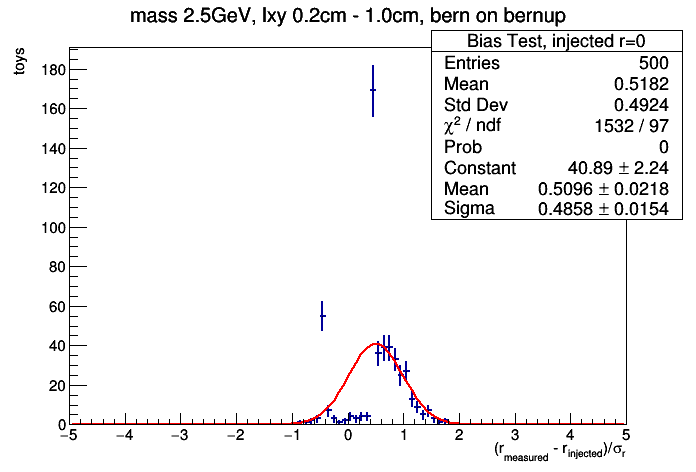 mass 2.5GeV, lxy 0.2cm - 1.0cm, bern on bernup
toys
Bias Test, injected r=0
Entries 500
Mean 0.5182
Std Dev 0.4924
χ² / ndf 1532 / 97
Prob 0
Constant 40.89 ± 2.24
Mean 0.5096 ± 0.0218
Sigma 0.4858 ± 0.0154
180
160
140
120
100
80
60
40
20
0
−5 −4 −3 −2 −1 0 1 2 3 4 5
(r_measured - r_injected)/σ_r